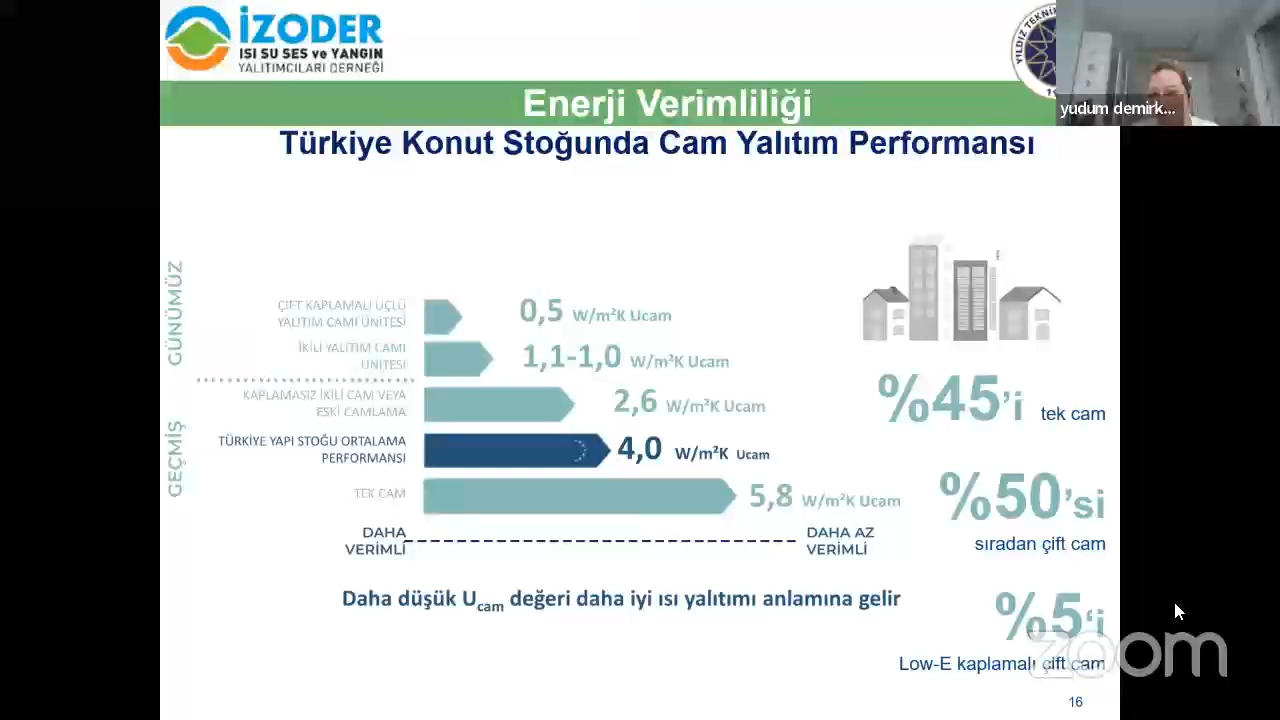 İZODER
ISI SU SES ve YANGIN
YALITIMCILARI DERNEĞİ
YILDIZ TEKNİK
yudum demirk...
Enerji Verimliliği
Türkiye Konut Stoğunda Cam Yalıtım Performansı
GÜNÜMÜZ
ÇİFT KAPLAMALI ÜÇLÜ
YALITIM CAMI ÜNİTESİ
0,5 W/m²K Ucam
İKİLİ YALITIM CAMI
ÜNİTESİ
1,1-1,0 W/m²K Ucam
GEÇMİŞ
KAPLAMASIZ İKİLİ CAM VEYA
ESKİ CAMLAMA
2,6 W/m²K Ucam
TÜRKİYE YAPI STOĞU ORTALAMA
PERFORMANSI
4,0 W/m²K Ucam
TEK CAM
5,8 W/m²K Ucam
DAHA
VERİMLİ
DAHA AZ
VERİMLİ
Daha düşük Ucam değeri daha iyi ısı yalıtımı anlamına gelir
%45'i tek cam
%50'si
sıradan çift cam
%5'i
Low-E kaplamalı çift cam
zoom
16